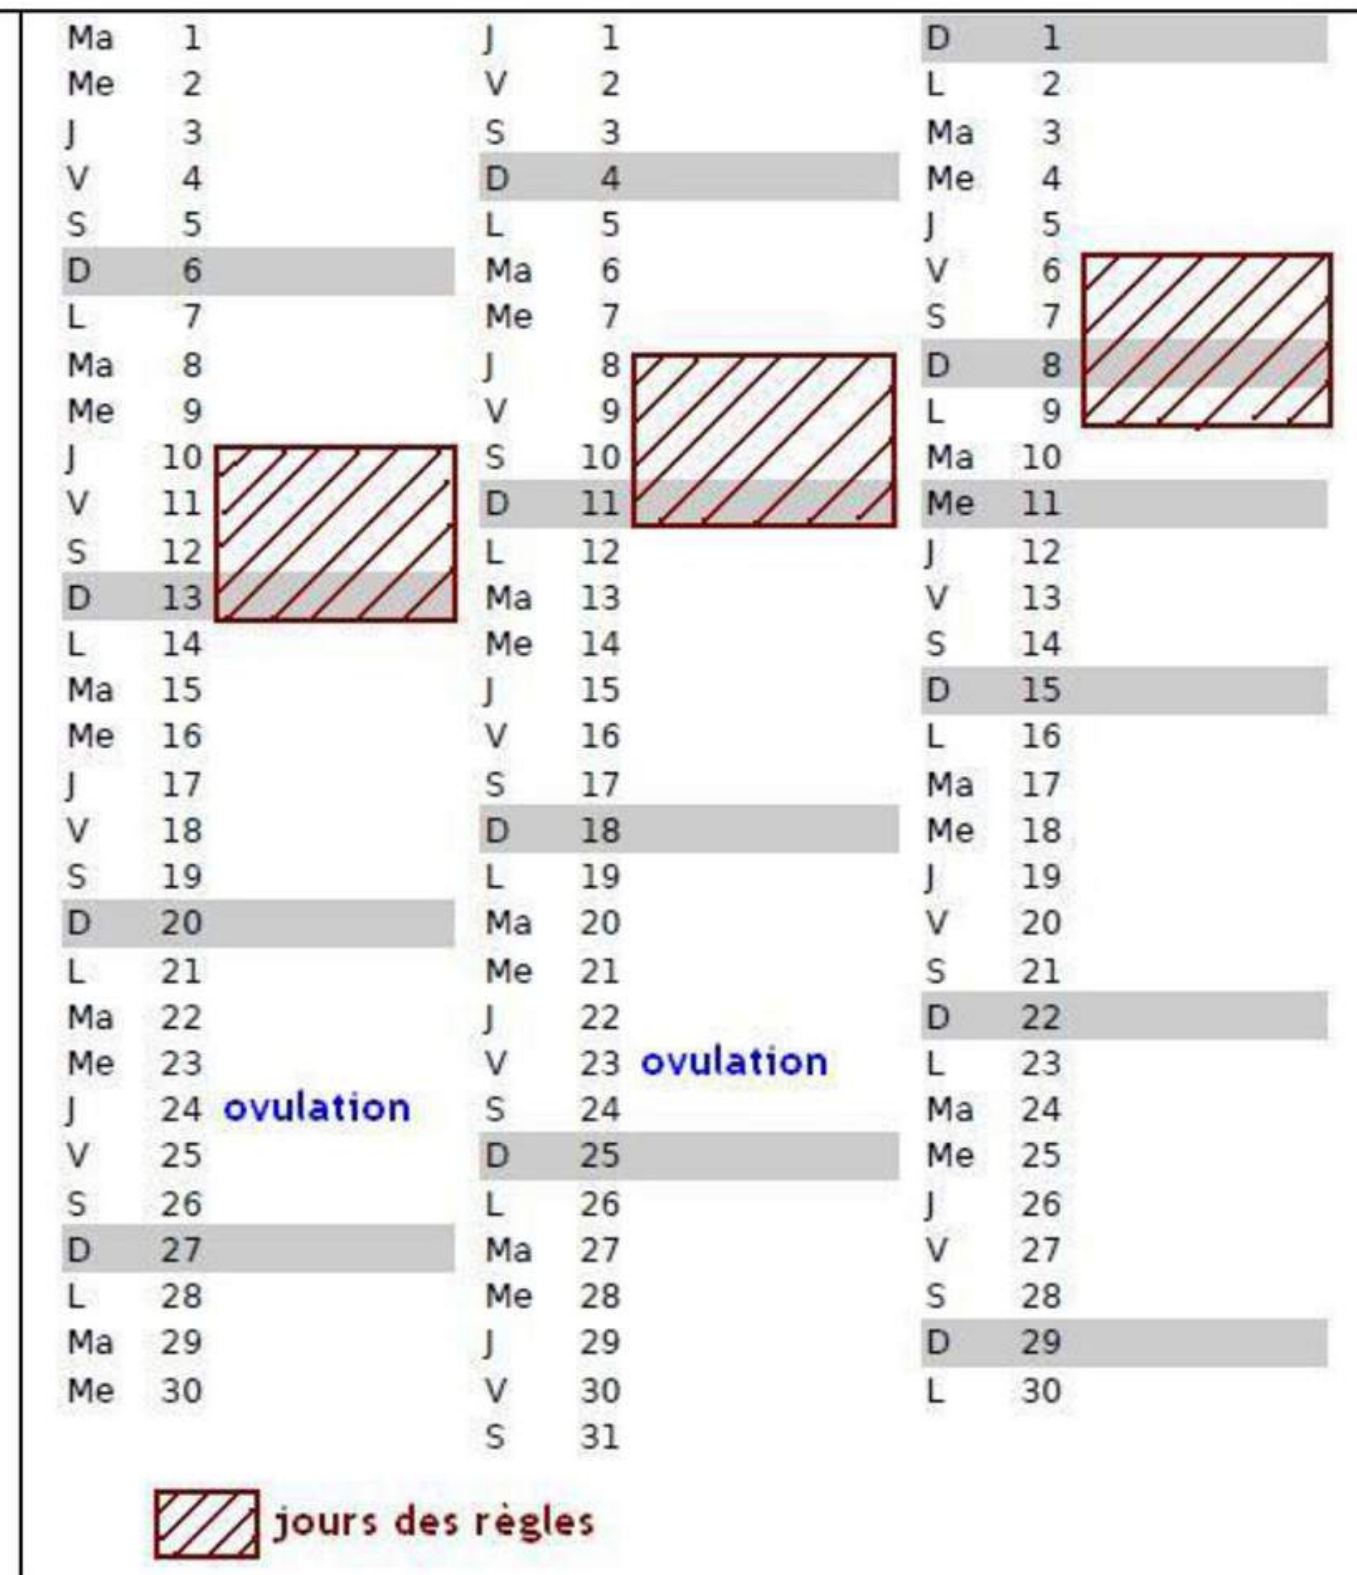 Ma 1
Me 2
J 3
V 4
S 5
D 6
L 7
Ma 8
Me 9
J 10
V 11
S 12
D 13
L 14
Ma 15
Me 16
J 17
V 18
S 19
D 20
L 21
Ma 22
Me 23
J 24 ovulation
V 25
S 26
D 27
L 28
Ma 29
Me 30
J 1
V 2
S 3
D 4
L 5
Ma 6
Me 7
J 8
V 9
S 10
D 11
L 12
Ma 13
Me 14
J 15
V 16
S 17
D 18
L 19
Ma 20
Me 21
J 22
V 23 ovulation
S 24
D 25
L 26
Ma 27
Me 28
J 29
V 30
S 31
D 1
L 2
Ma 3
Me 4
J 5
V 6
S 7
D 8
L 9
Ma 10
Me 11
J 12
V 13
S 14
D 15
L 16
Ma 17
Me 18
J 19
V 20
S 21
D 22
L 23
Ma 24
Me 25
J 26
V 27
S 28
D 29
L 30
jours des règles